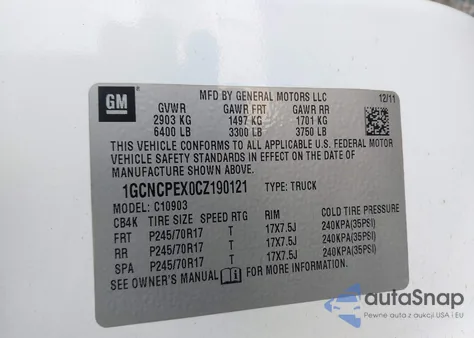 GM
MFD BY GENERAL MOTORS LLC
12/11
GVWR GAWR FRT GAWR RR
2903 KG 1497 KG 1701 KG
6400 LB 3300 LB 3750 LB
THIS VEHICLE CONFORMS TO ALL APPLICABLE U.S. FEDERAL MOTOR
VEHICLE SAFETY STANDARDS IN EFFECT ON THE DATE OF
MANUFACTURE SHOWN ABOVE.
1GCNCPEX0CZ190121 TYPE: TRUCK
MODEL: C10903
CB4K TIRE SIZE SPEED RTG RIM COLD TIRE PRESSURE
FRT P245/70R17 T 17X7.5J 240KPA(35PSI)
RR P245/70R17 T 17X7.5J 240KPA(35PSI)
SPA P245/70R17 T 17X7.5J 240KPA(35PSI)
SEE OWNER'S MANUAL FOR MORE INFORMATION.
autaSnap
Pewne auta z aukcji USA i EU